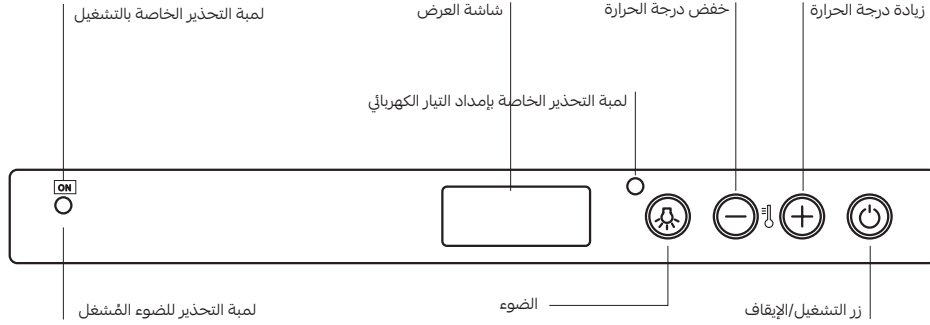 زيادة درجة الحرارة
خفض درجة الحرارة
شاشة العرض
لمبة التحذير الخاصة بالتشغيل
لمبة التحذير الخاصة بإمداد التيار الكهربائي
ON
زر التشغيل/الإيقاف
الضوء
لمبة التحذير للضوء المُشغل